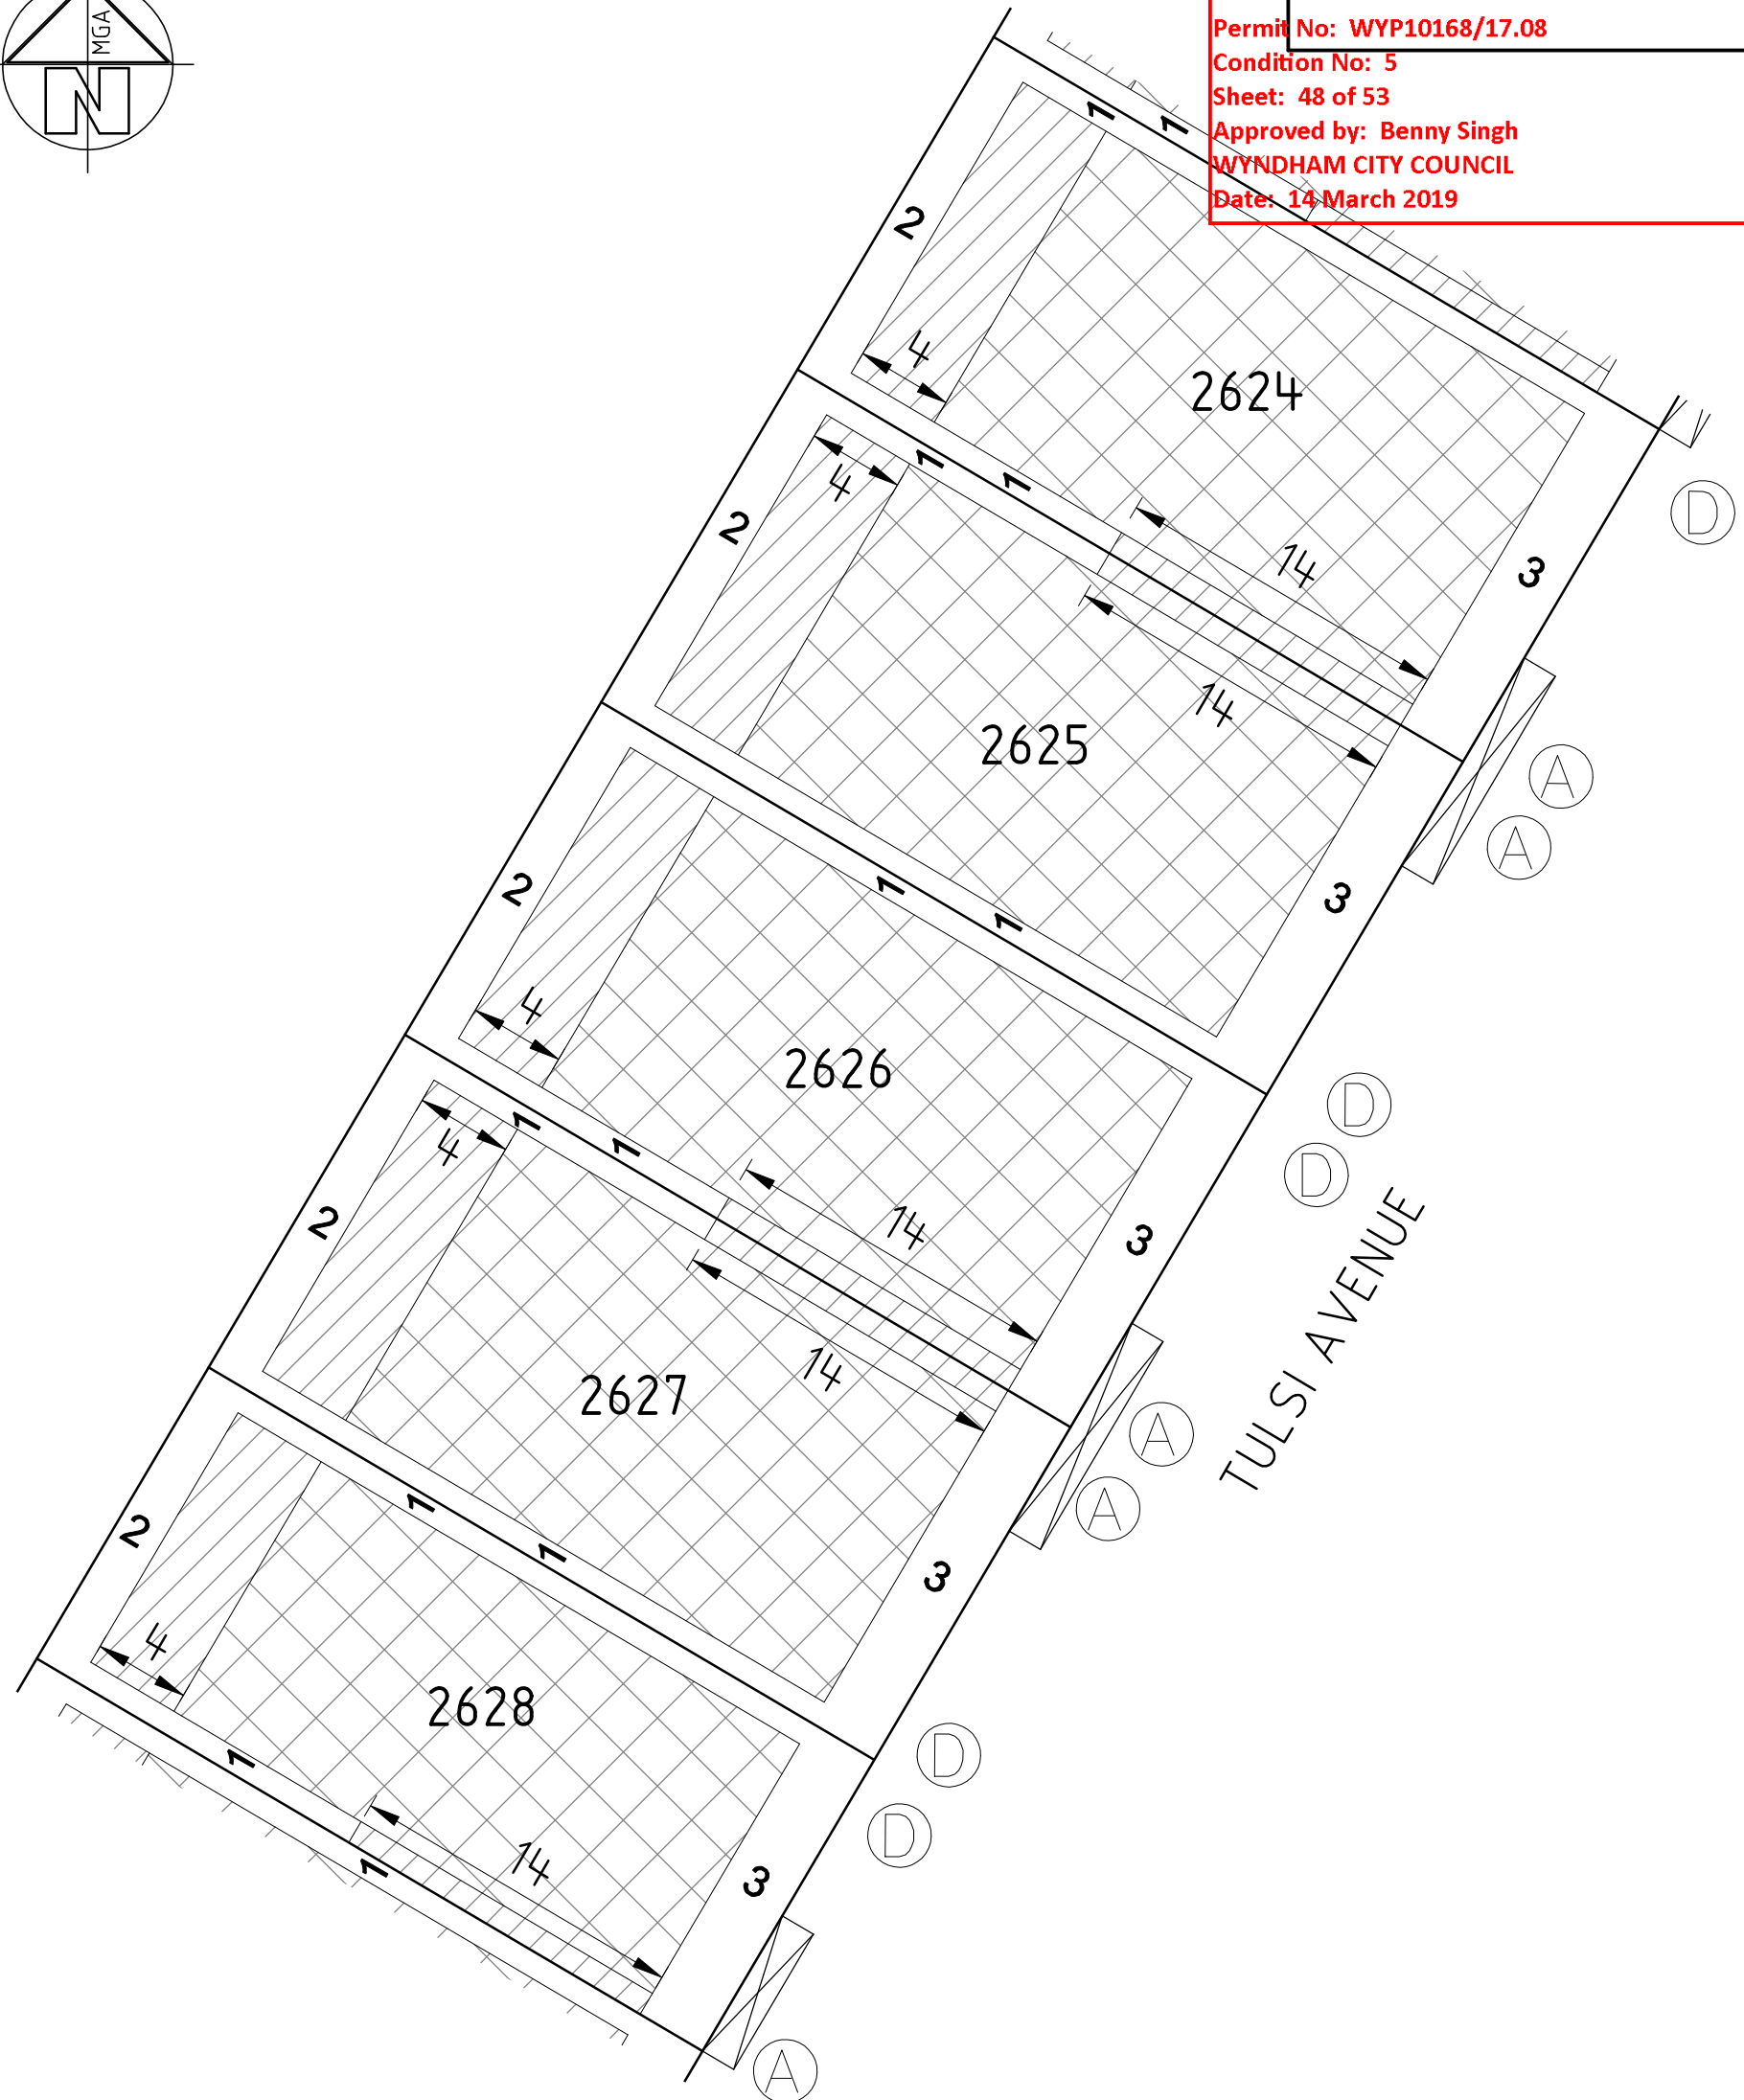 MGA
N
Permit No: WYP10168/17.08
Condition No: 5
Sheet: 48 of 53
Approved by: Benny Singh
WYNDHAM CITY COUNCIL
Date: 14 March 2019
1
1
2
4
2624
3
D
4
1
1
14
2
14
2625
3
A
A
1
1
2
4
2626
3
D
D
4
1
1
14
2
14
2627
3
A
A
TULSI AVENUE
1
1
2
4
2628
3
D
D
1
14
1
A